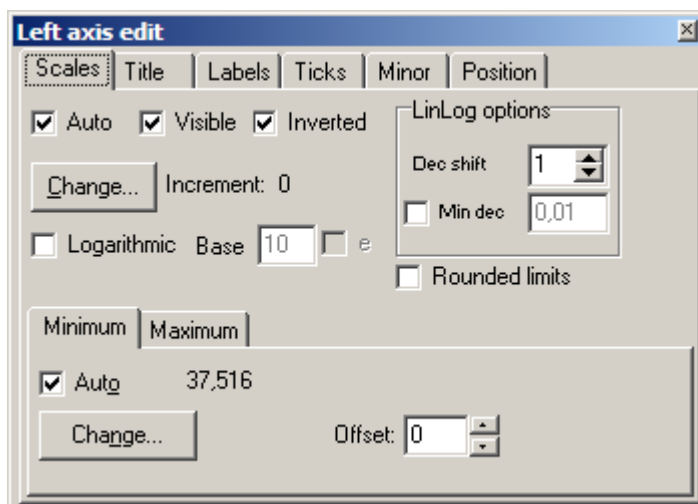 Left axis edit
Scales Title Labels Ticks Minor Position
Auto Visible Inverted
LinLog options
Dec shift 1
Change... Increment: 0
Min dec 0,01
Logarithmic Base 10 e
Rounded limits
Minimum Maximum
Auto 37,516
Change... Offset: 0